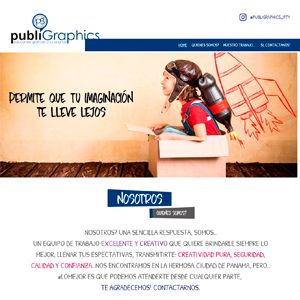 pg
publiGraphics
@PUBLIGRAPHICS_PTY
HOME QUIENES SOMOS? NUESTRO TRABAJO... SI, CONTACTANOS!
PERMITE QUE TU IMAGINACIÓN
TE LLEVE LEJOS
NOSOTROS
QUIENES SOMOS?
NOSOTROS? UNA SENCILLA RESPUESTA, SOMOS...
UN EQUIPO DE TRABAJO EXCELENTE Y CREATIVO QUE QUIERE BRINDARLE SIEMPRE LO
MEJOR, LLENAR TUS EXPECTATIVAS, TRANSMITIRTE: CREATIVIDAD PURA, SEGURIDAD,
CALIDAD Y CONFIANZA. NOS ENCONTRAMOS EN LA HERMOSA CIUDAD DE PANAMA, PERO...
LO MEJOR ES QUE PODEMOS ATENDERTE DESDE CUALQUIER PARTE,
TE AGRADECEMOS! CONTACTARNOS.